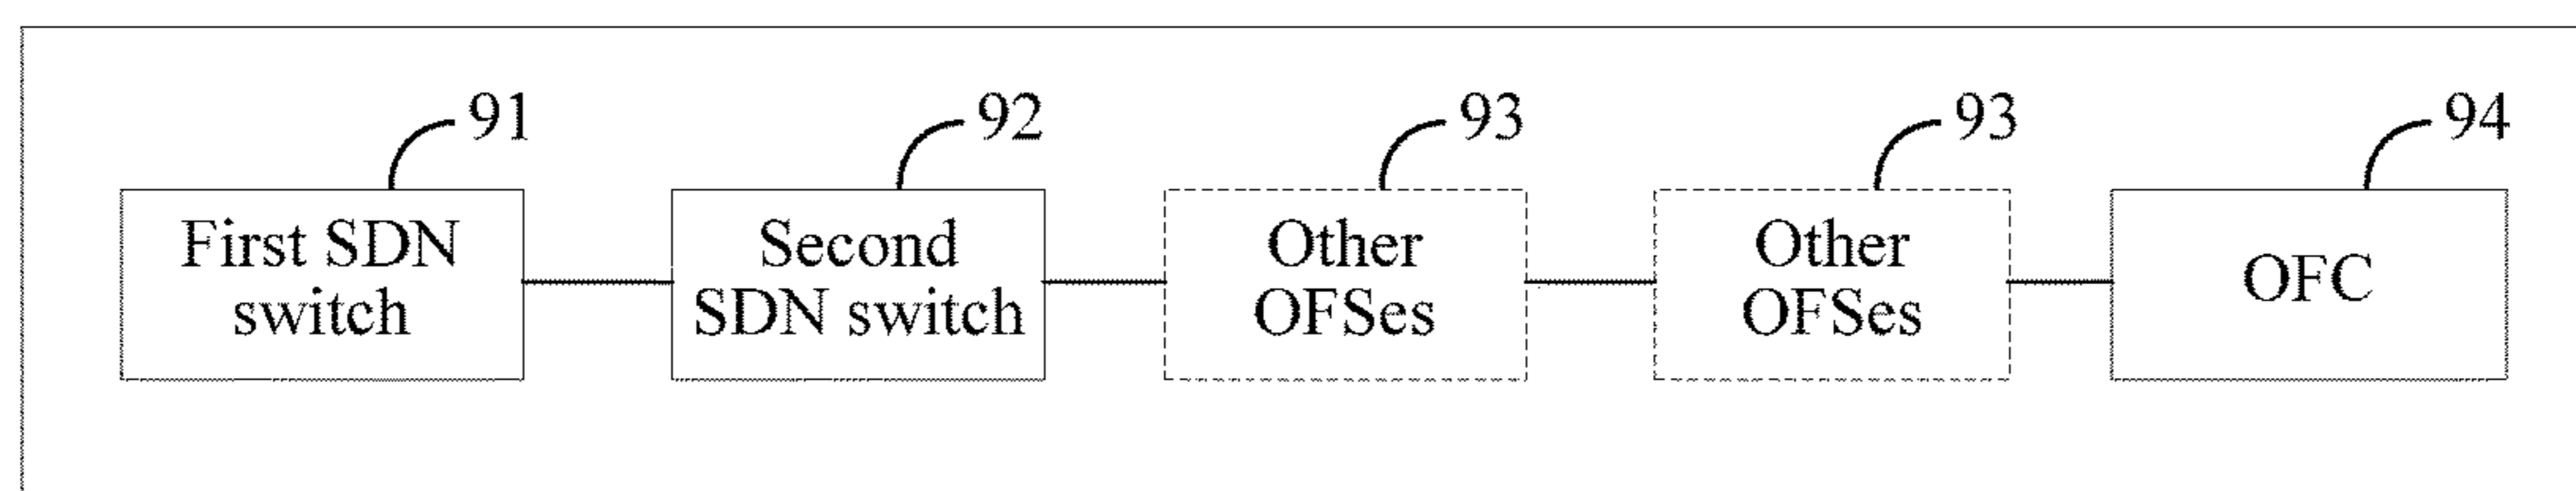 91
92
93
93
94
First SDN
switch
Second
SDN switch
Other
OFSes
Other
OFSes
OFC